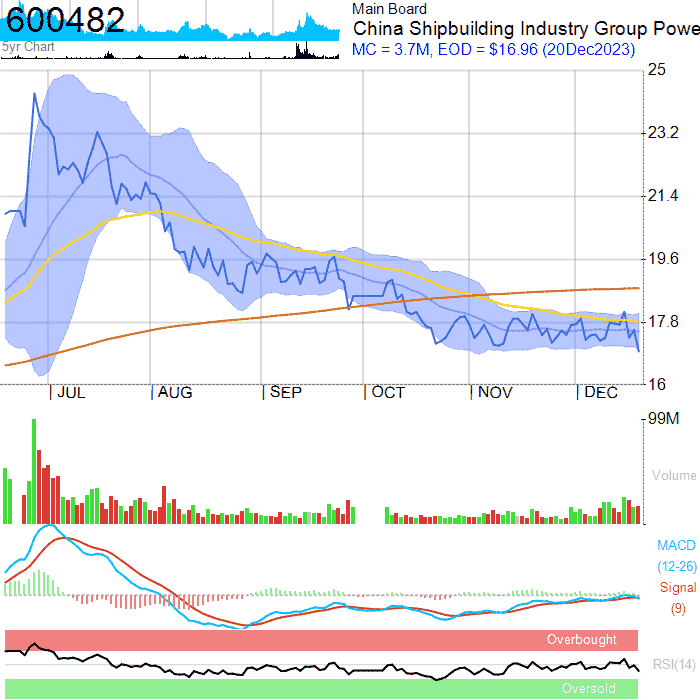 600482
5yr Chart
Main Board
China Shipbuilding Industry Group Powe
MC = 3.7M, EOD = $16.96 (20Dec2023)
25
23.2
21.4
19.6
17.8
16
JUL AUG SEP OCT NOV DEC
99M
Volume
MACD
(12-26)
Signal
(9)
Overbought
RSI(14)
Oversold